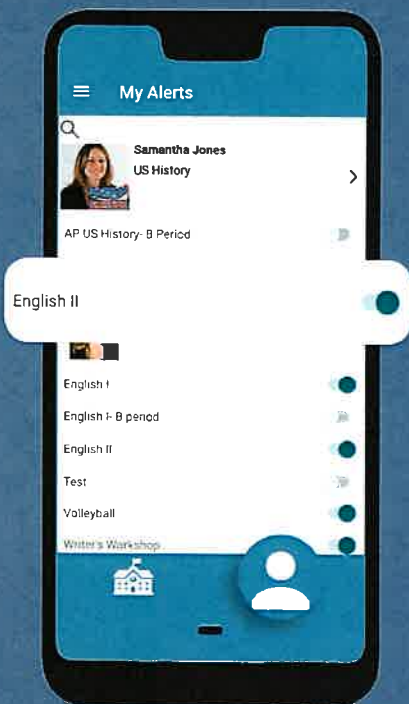 My Alerts
Samantha Jones
US History
AP US History- B Period
English II
English I
English I- B period
English II
Test
Volleyball
Writer's Workshop